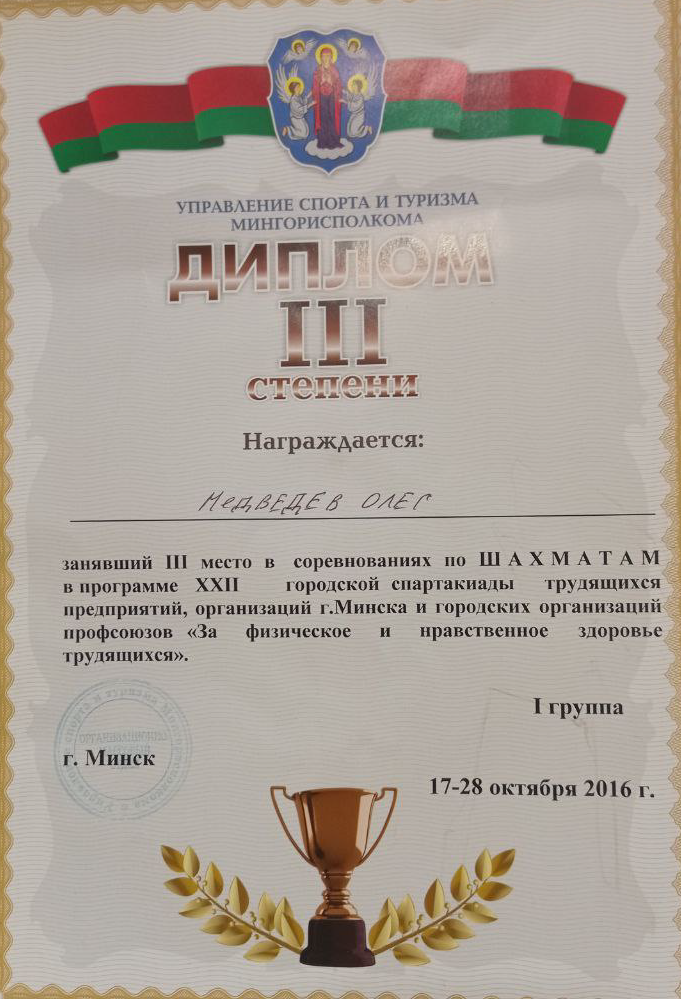 УПРАВЛЕНИЕ СПОРТА И ТУРИЗМА
МИНГОРИСПОЛКОМА
ДИПЛОМ
III
степени
Награждается:
МЕДВЕДЕВ ОЛЕГ
занявший III место в соревнованиях по Ш А Х М А Т А М
в программе XXII городской спартакиады трудящихся
предприятий, организаций г.Минска и городских организаций
профсоюзов «За физическое и нравственное здоровье
трудящихся».
I группа
г. Минск
17-28 октября 2016 г.